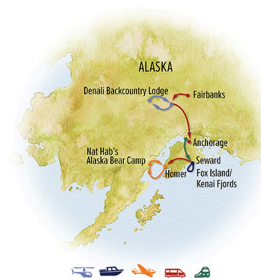 ALASKA
Denali Backcountry Lodge
Fairbanks
Anchorage
Nat Hab's
Alaska Bear Camp
Seward
Homer
Fox Island/
Kenai Fjords